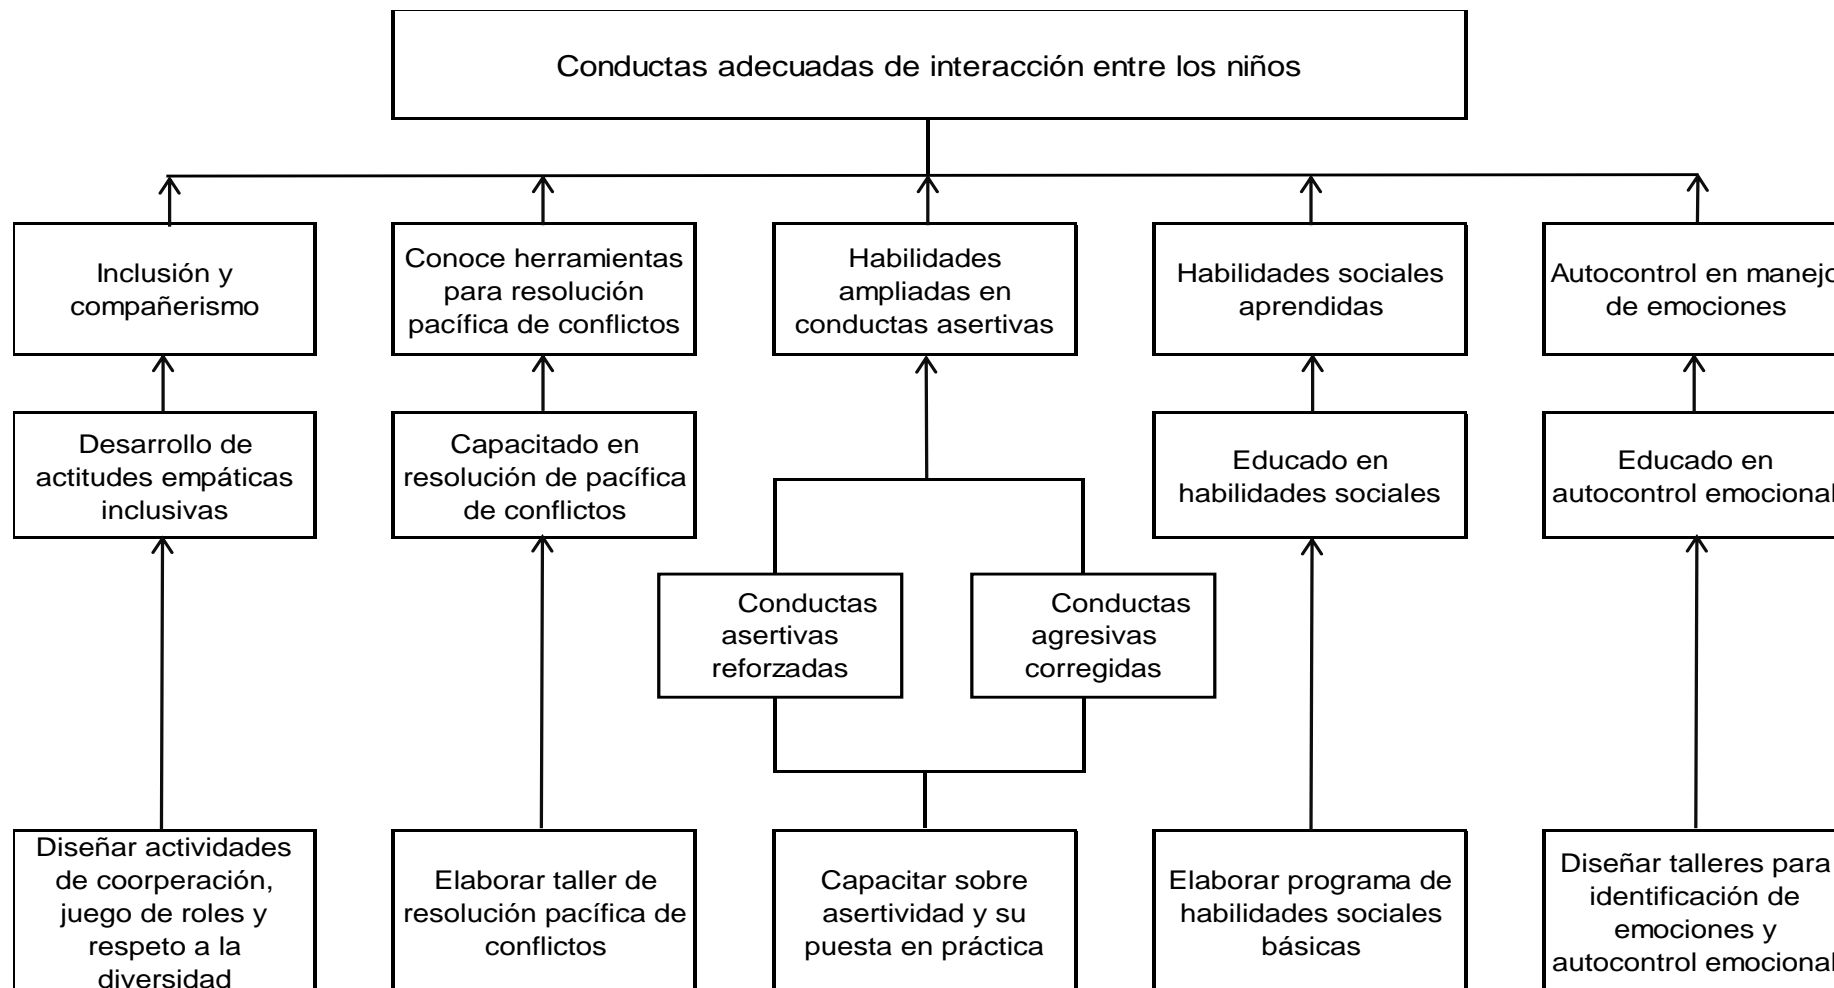 Conductas adecuadas de interacción entre los niños
Inclusión y
compañerismo
Conoce herramientas
para resolución
pacífica de conflictos
Habilidades
ampliadas en
conductas asertivas
Habilidades sociales
aprendidas
Autocontrol en manejo
de emociones
Desarrollo de
actitudes empáticas
inclusivas
Capacitado en
resolución de pacífica
de conflictos
Educado en
habilidades sociales
Educado en
autocontrol emocional
Conductas
asertivas
reforzadas
Conductas
agresivas
corregidas
Diseñar actividades
de coorperación,
juego de roles y
respeto a la
diversidad
Elaborar taller de
resolución pacífica de
conflictos
Capacitar sobre
asertividad y su
puesta en práctica
Elaborar programa de
habilidades sociales
básicas
Diseñar talleres para
identificación de
emociones y
autocontrol emocional